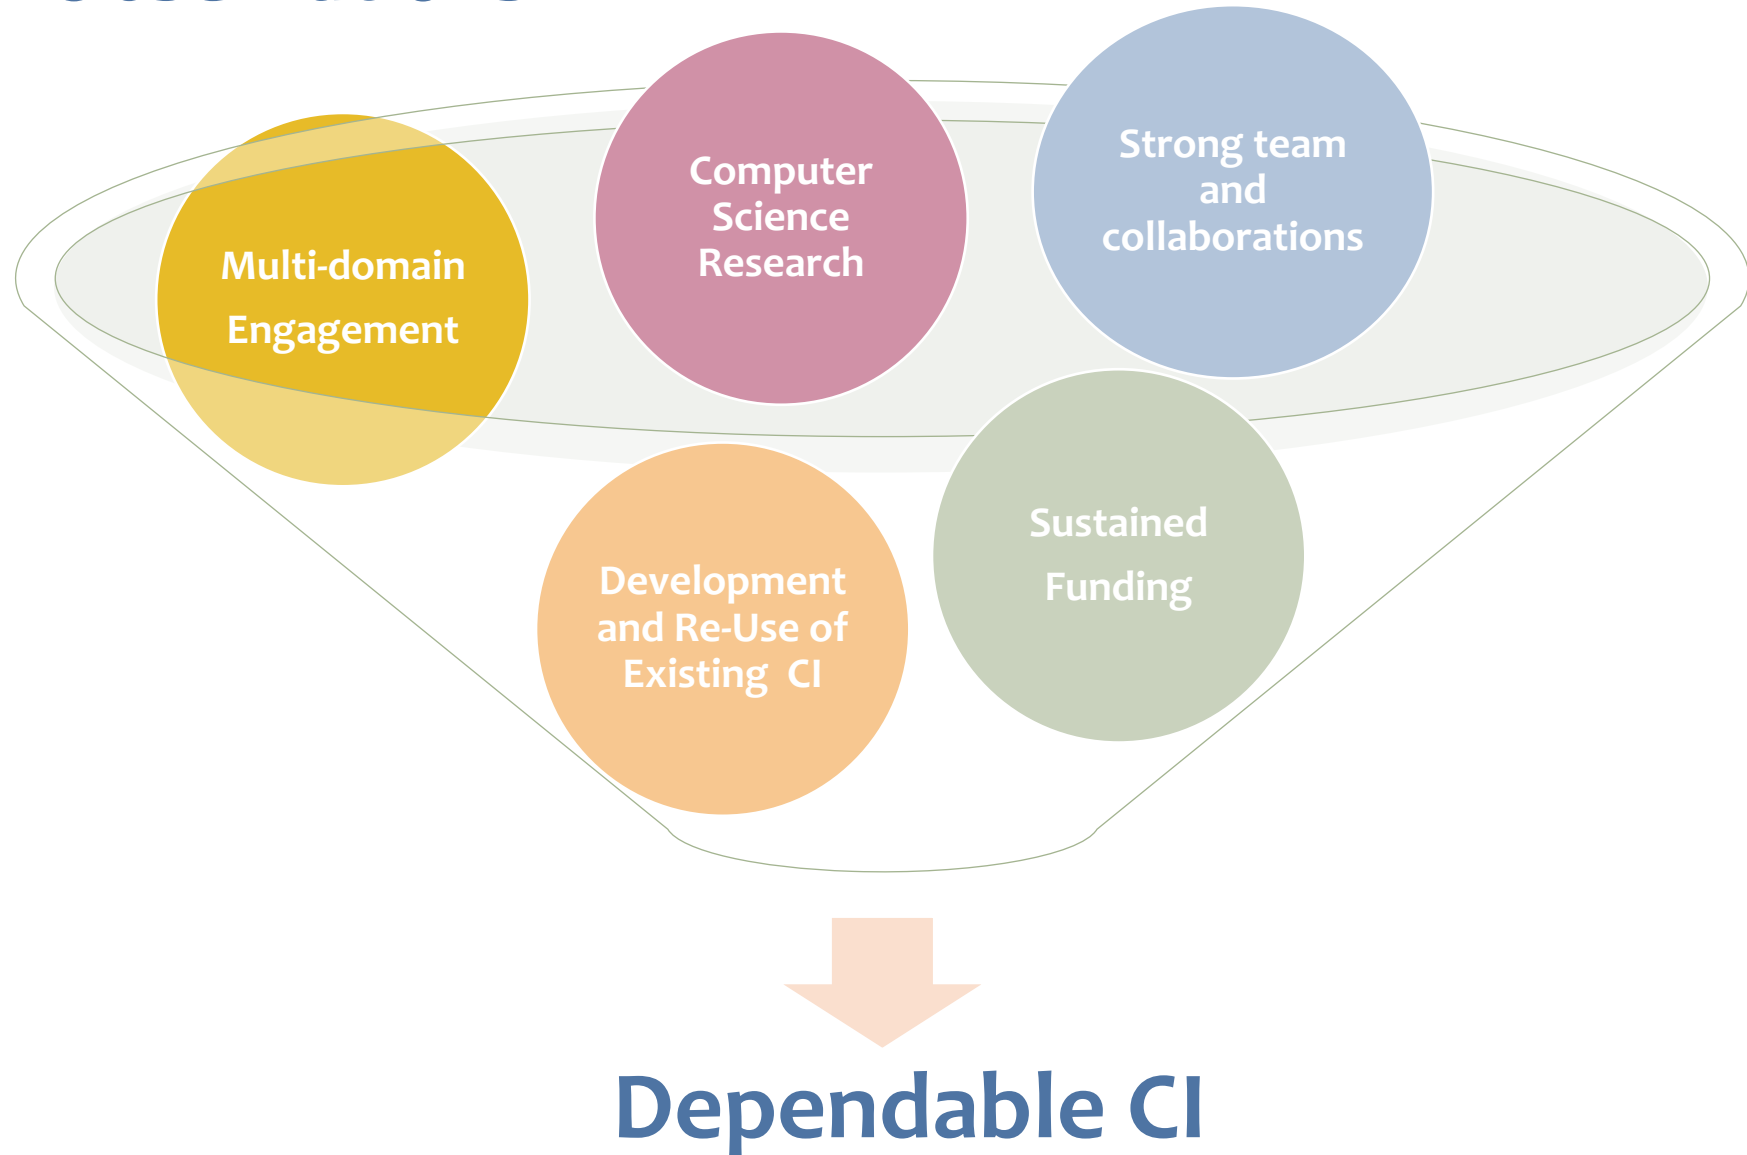 Multi-domain
Engagement
Computer
Science
Research
Strong team
and
collaborations
Development
and Re-Use of
Existing CI
Sustained
Funding
Dependable CI